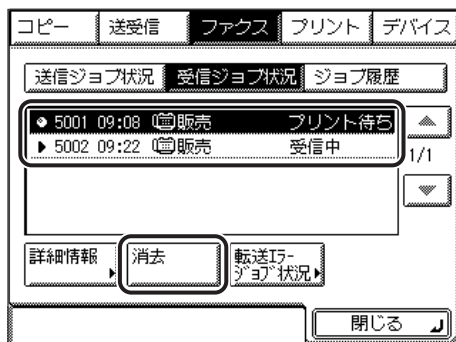 コピー 送受信 ファクス プリント デバイス
送信ジョブ状況 受信ジョブ状況 ジョブ履歴
5001 09:08 販売 プリント待ち
5002 09:22 販売 受信中
1/1
詳細情報 消去 転送エラー
ジョブ状況
閉じる